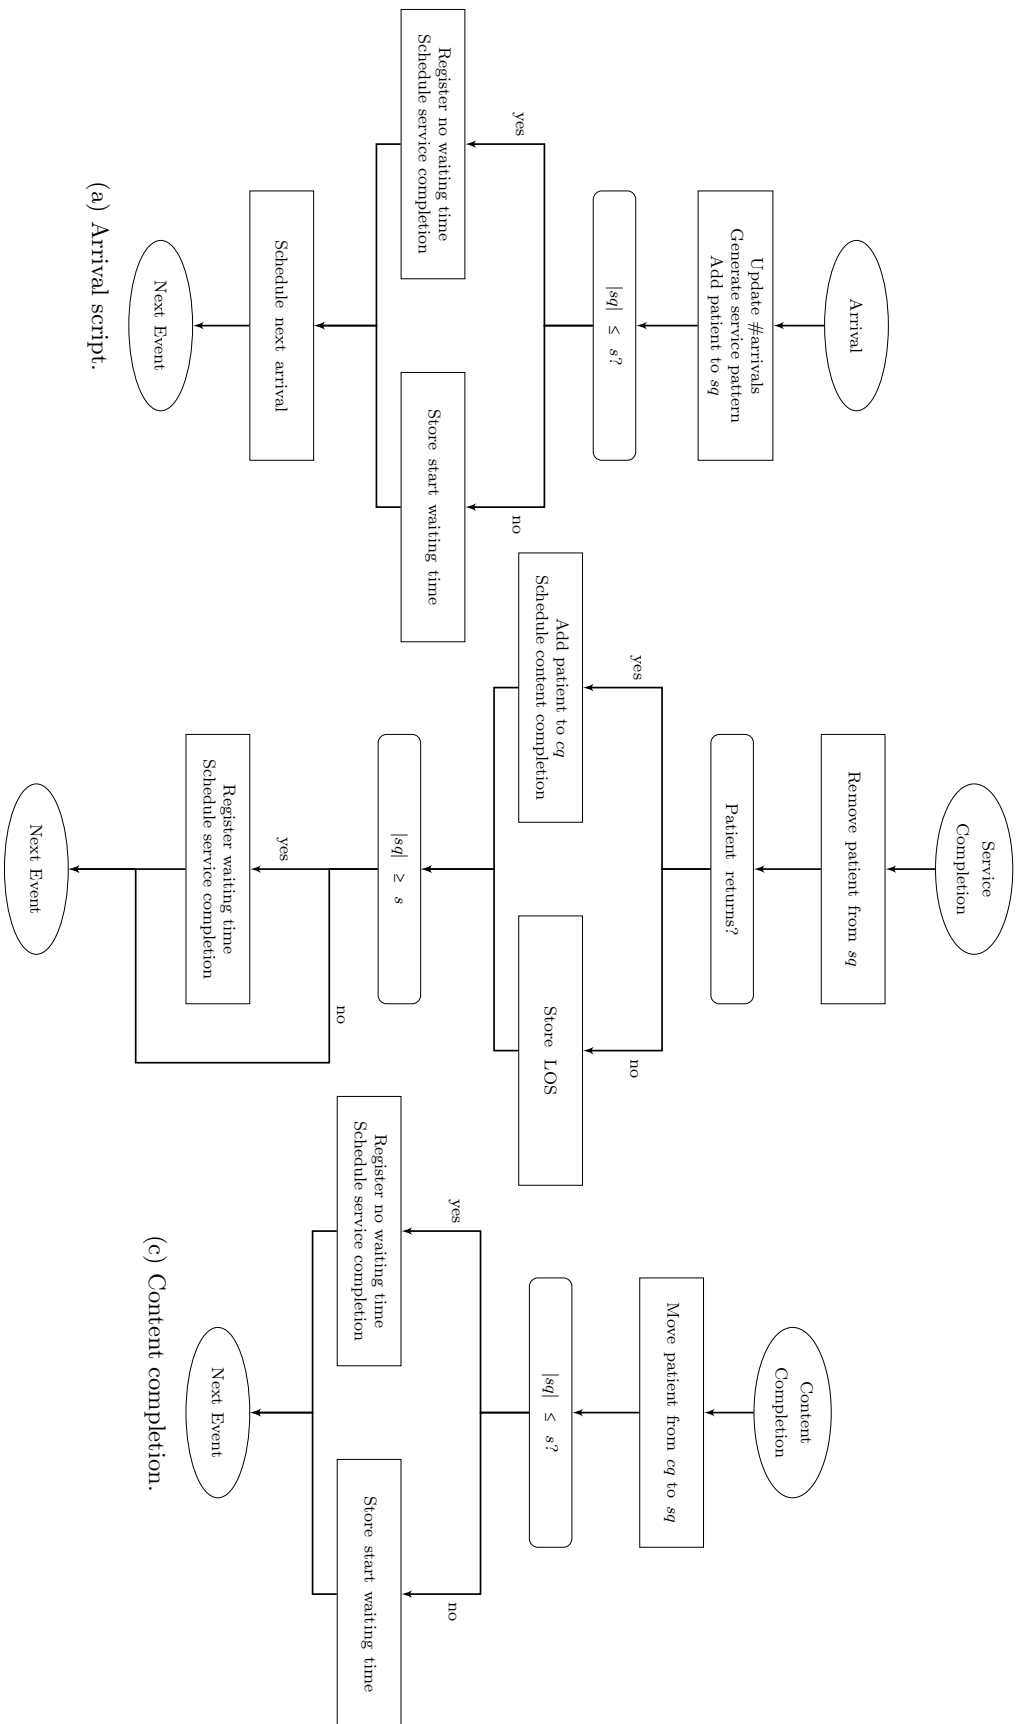 Arrival
Update #arrivals
Generate service pattern
Add patient to sq
|sq| ≤ s?
yes
no
Register no waiting time
Schedule service completion
Store start waiting time
Schedule next arrival
Next Event
(a) Arrival script.
Service
Completion
Remove patient from sq
Patient returns?
yes
no
Add patient to cq
Schedule content completion
Store LOS
|sq| ≥ s
yes
no
Register waiting time
Schedule service completion
Next Event
Content
Completion
Move patient from cq to sq
|sq| ≤ s?
yes
no
Register no waiting time
Schedule service completion
Store start waiting time
Next Event
(c) Content completion.